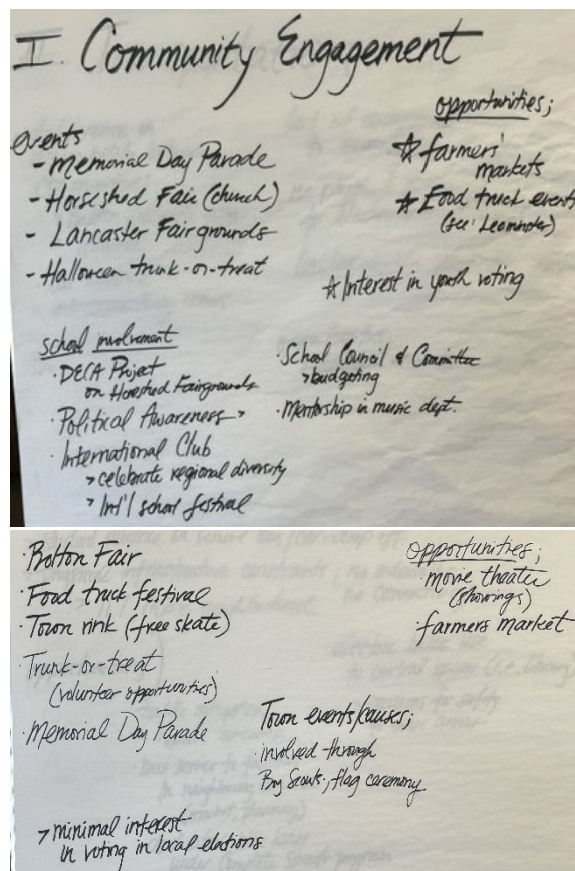 I. Community Engagement
events
- Memorial Day Parade
- Horseshed Fair (church)
- Lancaster Fairgrounds
- Halloween trunk-or-treat
opportunities;
☆ farmers'
markets
☆ Food truck events
(see: Leominster)
☆ Interest in youth voting
school involvement
· DECA Project
on Horeshed Fairgrounds
· Political Awareness >
· International Club
> celebrate regional diversity
> Int'l school festival
· School Council & Committee
> budgeting
· Mentorship in music dept.
· Bolton Fair
· Food truck festival
· Town rink (free skate)
· Trunk-or-treat
(volunteer opportunities)
· Memorial Day Parade
> minimal interest
in voting in local elections
opportunities;
· movie theater
(showings)
· farmers market
Town events/causes;
· involved through
Boy Scouts; flag ceremony